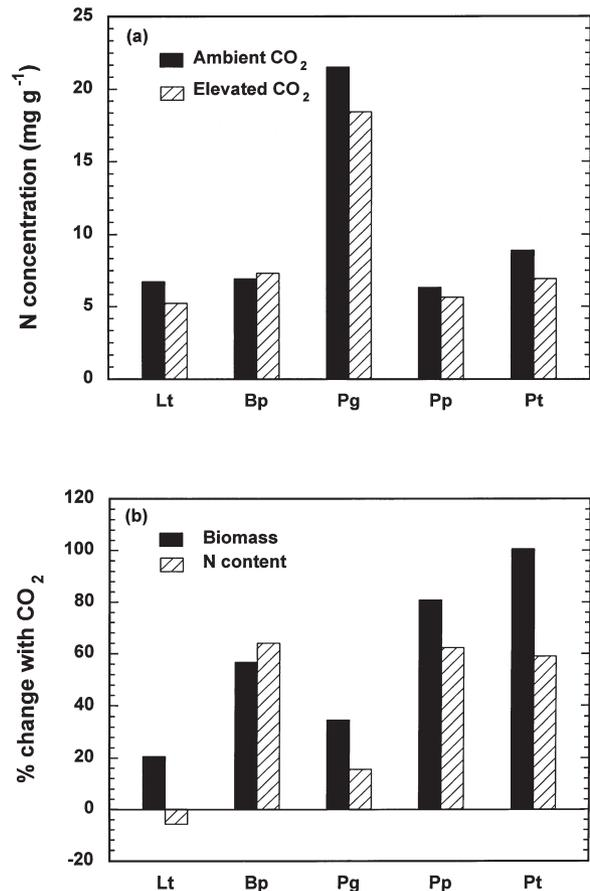 N concentration (mg g⁻¹)
25
20
15
10
5
0
(a)
Ambient CO₂
Elevated CO₂
Lt Bp Pg Pp Pt
% change with CO₂
120
100
80
60
40
20
0
-20
(b)
Biomass
N content
Lt Bp Pg Pp Pt